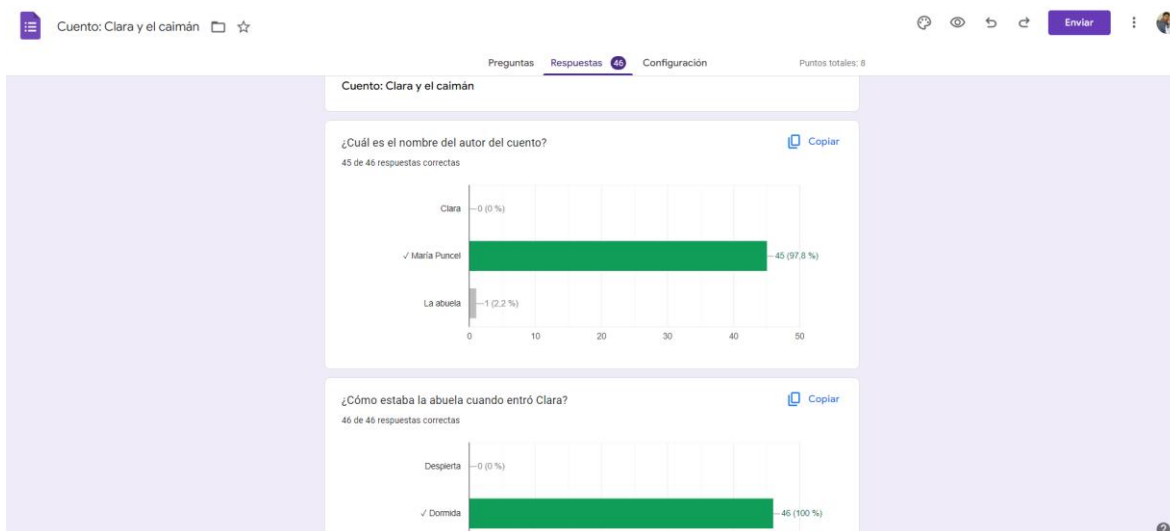 Cuento: Clara y el caimán
Enviar
Preguntas Respuestas 46 Configuración Puntos totales: 8
Cuento: Clara y el caimán
¿Cuál es el nombre del autor del cuento? Copiar
45 de 46 respuestas correctas
Clara 0 (0 %)
✓ María Puncel 45 (97,8 %)
La abuela 1 (2,2 %)
0 10 20 30 40 50
¿Cómo estaba la abuela cuando entró Clara? Copiar
46 de 46 respuestas correctas
Despierta 0 (0 %)
✓ Dormida 46 (100 %)